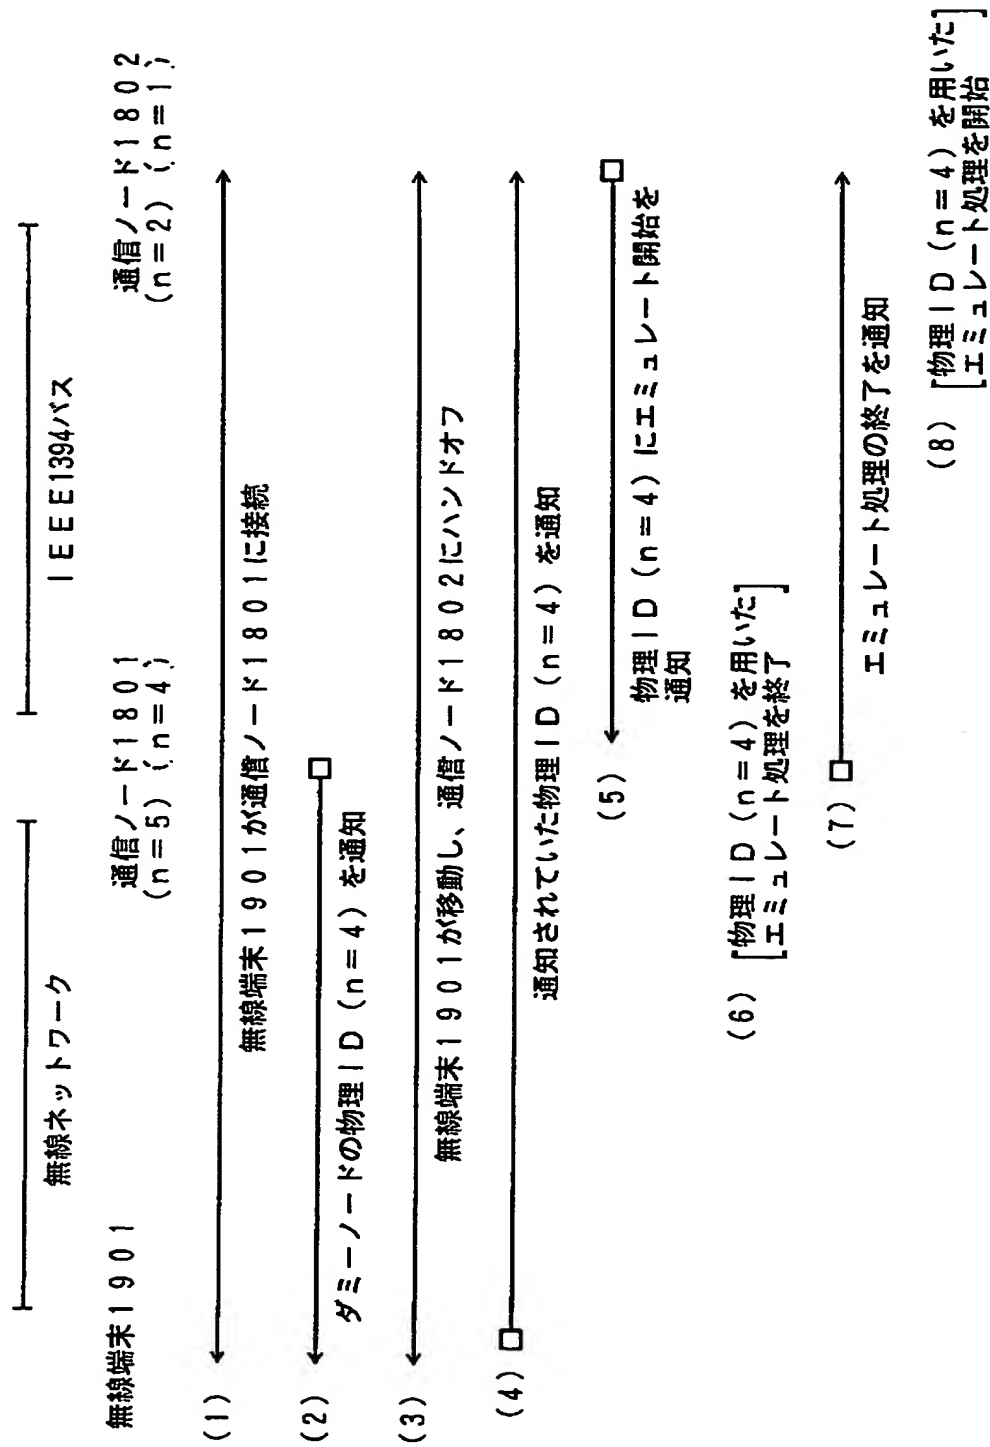 無線ネットワーク
IEEE1394バス
無線端末1901
通信ノード1801
(n=5) (n=4)
通信ノード1802
(n=2) (n=1)
(1)
無線端末1901が通信ノード1801に接続
(2)
ダミーノードの物理ID (n=4) を通知
(3)
無線端末1901が移動し、通信ノード1802にハンドオフ
(4)
通知されていた物理ID (n=4) を通知
(5)
物理ID (n=4) にエミュレート開始を
通知
(6) [物理ID (n=4) を用いた]
[エミュレート処理を終了]
(7)
エミュレート処理の終了を通知
(8) [物理ID (n=4) を用いた]
[エミュレート処理を開始]